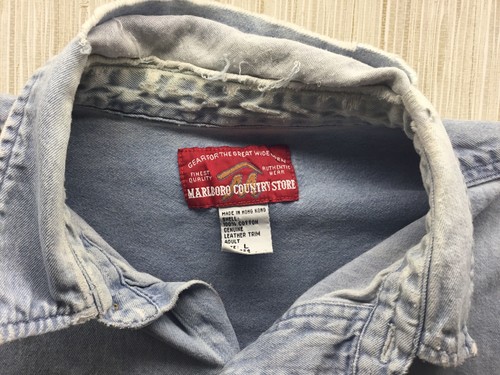 GEAR FOR THE GREAT WIDE OPEN
FINEST QUALITY
AUTHENTIC GEAR
MARLBORO COUNTRY STORE
MADE IN HONG KONG
SHELL:
100% COTTON
GENUINE
LEATHER TRIM
ADULT
L